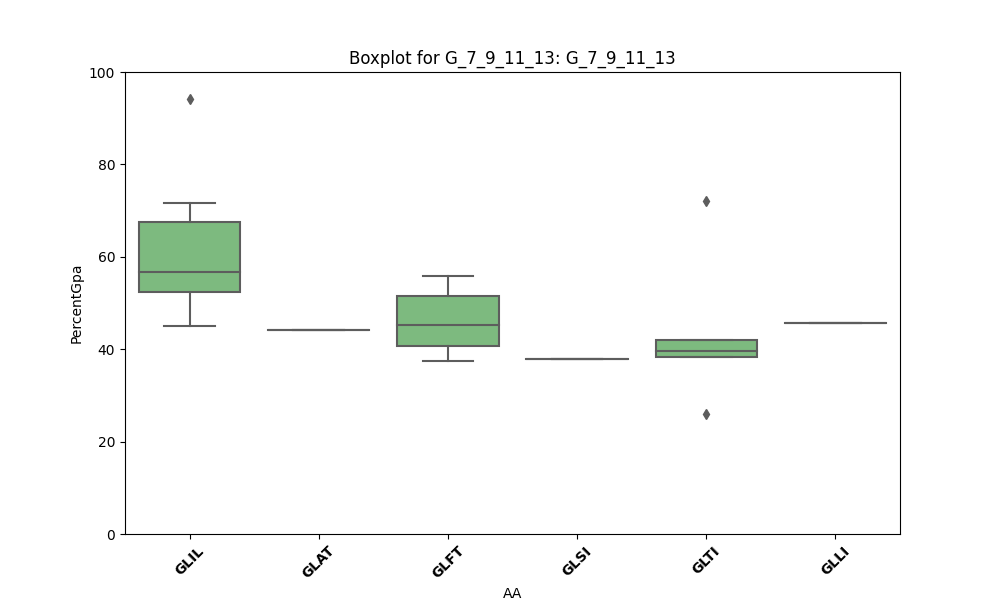 Boxplot for G_7_9_11_13: G_7_9_11_13
100
80
60
40
20
0
PercentGpa
GLIL
GLAT
GLFT
GLSI
GLTI
GLLI
AA